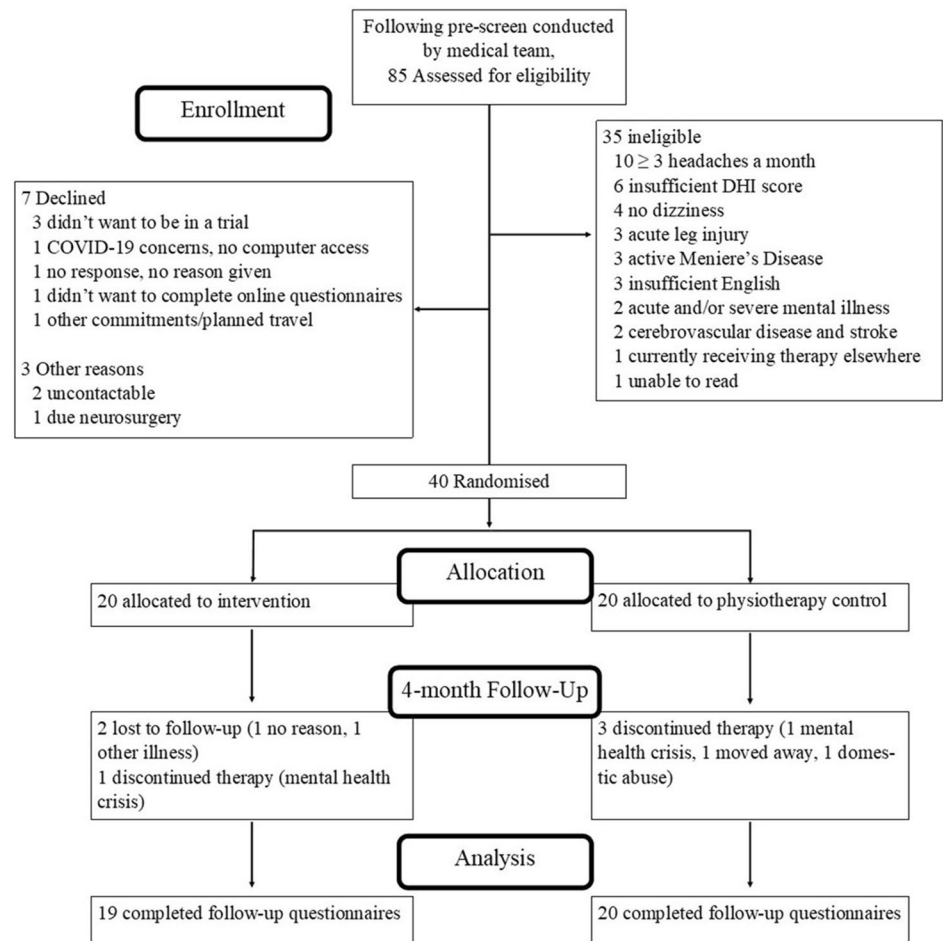 Following pre-screen conducted
by medical team,
85 Assessed for eligibility
Enrollment
35 ineligible
10 ≥ 3 headaches a month
6 insufficient DHI score
4 no dizziness
3 acute leg injury
3 active Meniere’s Disease
3 insufficient English
2 acute and/or severe mental illness
2 cerebrovascular disease and stroke
1 currently receiving therapy elsewhere
1 unable to read
7 Declined
3 didn’t want to be in a trial
1 COVID-19 concerns, no computer access
1 no response, no reason given
1 didn’t want to complete online questionnaires
1 other commitments/planned travel
3 Other reasons
2 uncontactable
1 due neurosurgery
40 Randomised
Allocation
20 allocated to intervention
20 allocated to physiotherapy control
4-month Follow-Up
2 lost to follow-up (1 no reason, 1
other illness)
1 discontinued therapy (mental health
crisis)
3 discontinued therapy (1 mental
health crisis, 1 moved away, 1 domes-
tic abuse)
Analysis
19 completed follow-up questionnaires
20 completed follow-up questionnaires